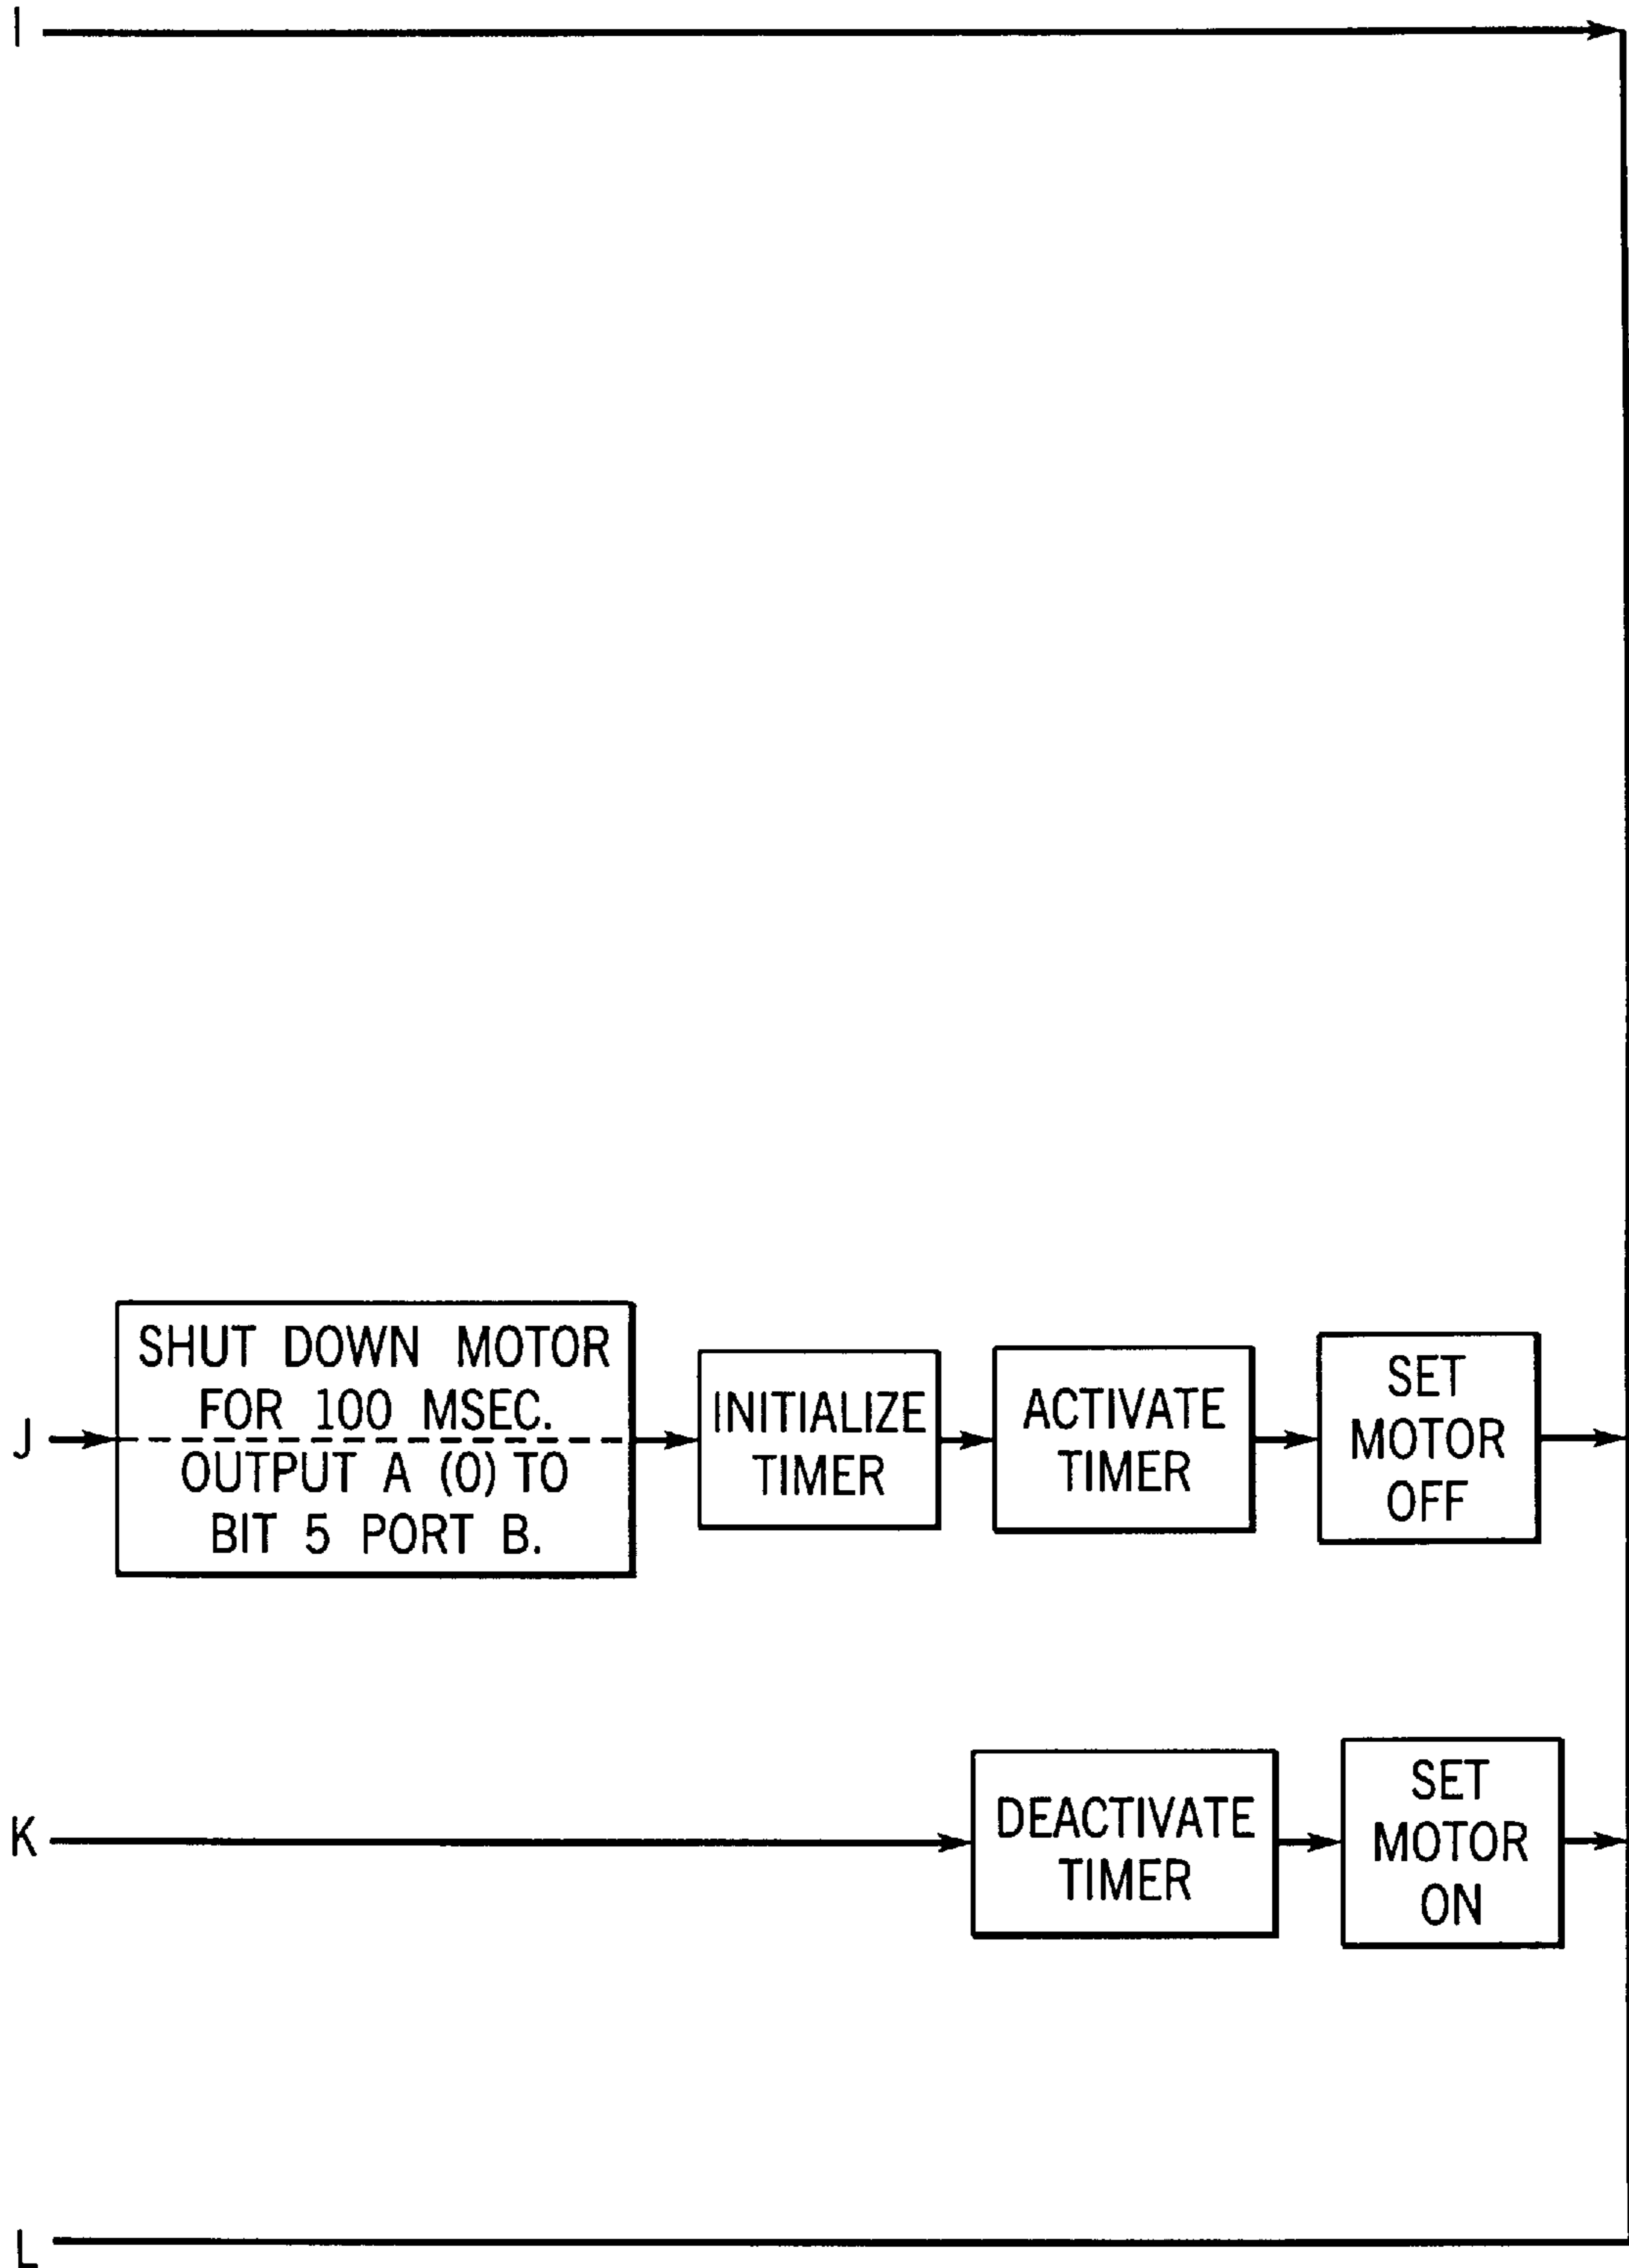 I
SHUT DOWN MOTOR
FOR 100 MSEC.
OUTPUT A (0) TO
BIT 5 PORT B.
J
INITIALIZE
TIMER
ACTIVATE
TIMER
SET
MOTOR
OFF
K
DEACTIVATE
TIMER
SET
MOTOR
ON
L